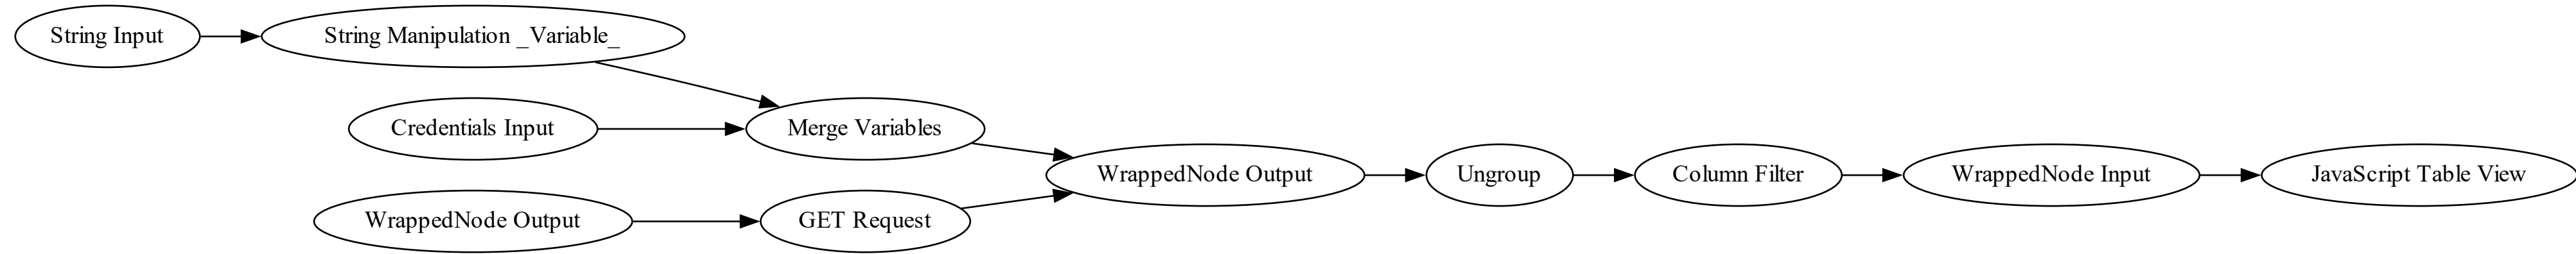 String Input
String Manipulation _Variable_
Credentials Input
Merge Variables
WrappedNode Output
GET Request
WrappedNode Output
Ungroup
Column Filter
WrappedNode Input
JavaScript Table View